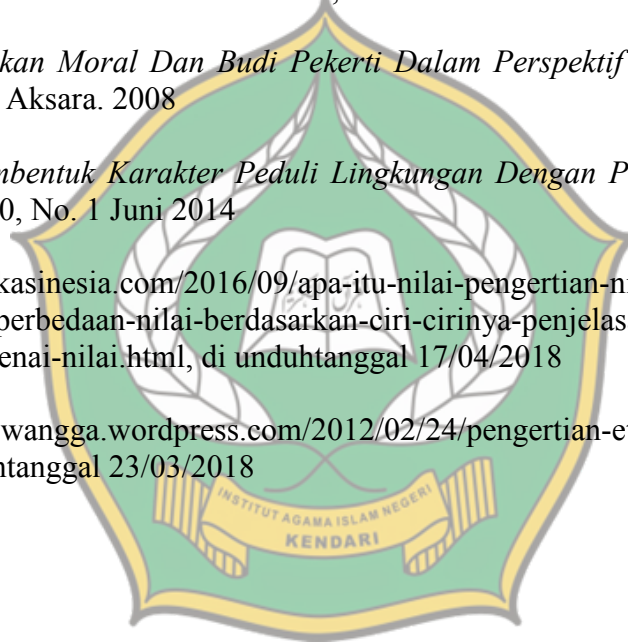 kan Moral Dan Budi Pekerti Dalam Perspektif
Aksara. 2008
nbentuk Karakter Peduli Lingkungan Dengan P
0, No. 1 Juni 2014
kasinesia.com/2016/09/apa-itu-nilai-pengertian-n
perbedaan-nilai-berdasarkan-ciri-cirinya-penjelas
enai-nilai.html, di unduhtanggal 17/04/2018
wangga.wordpress.com/2012/02/24/pengertian-e
ntanggal 23/03/2018
INSTITUT AGAMA ISLAM NEGERI
KENDARI